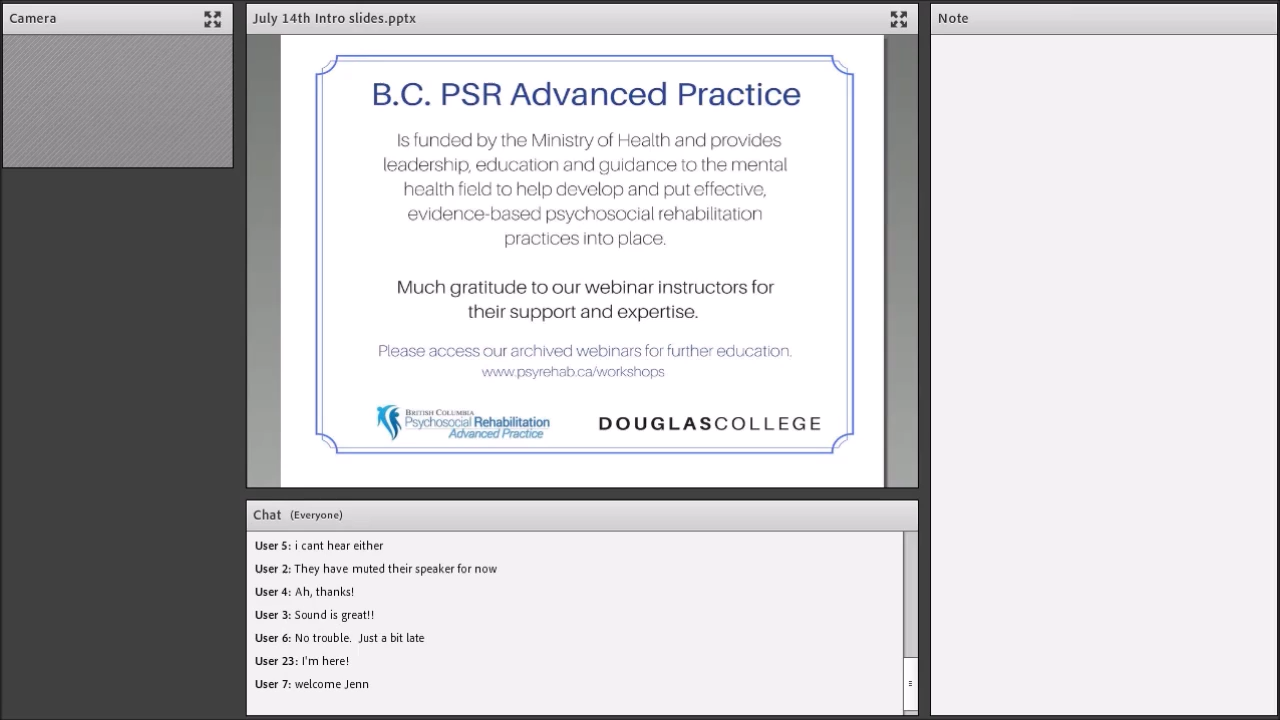 Camera
July 14th Intro slides.pptx
B.C. PSR Advanced Practice
Is funded by the Ministry of Health and provides
leadership, education and guidance to the mental
health field to help develop and put effective,
evidence-based psychosocial rehabilitation
practices into place.
Much gratitude to our webinar instructors for
their support and expertise.
Please access our archived webinars for further education.
www.psyrehab.ca/workshops
BRITISH COLUMBIA
Psychosocial Rehabilitation
Advanced Practice
DOUGLASCOLLEGE
Chat (Everyone)
User 5: i cant hear either
User 2: They have muted their speaker for now
User 4: Ah, thanks!
User 3: Sound is great!!
User 6: No trouble.  Just a bit late
User 23: I'm here!
User 7: welcome Jenn
Note